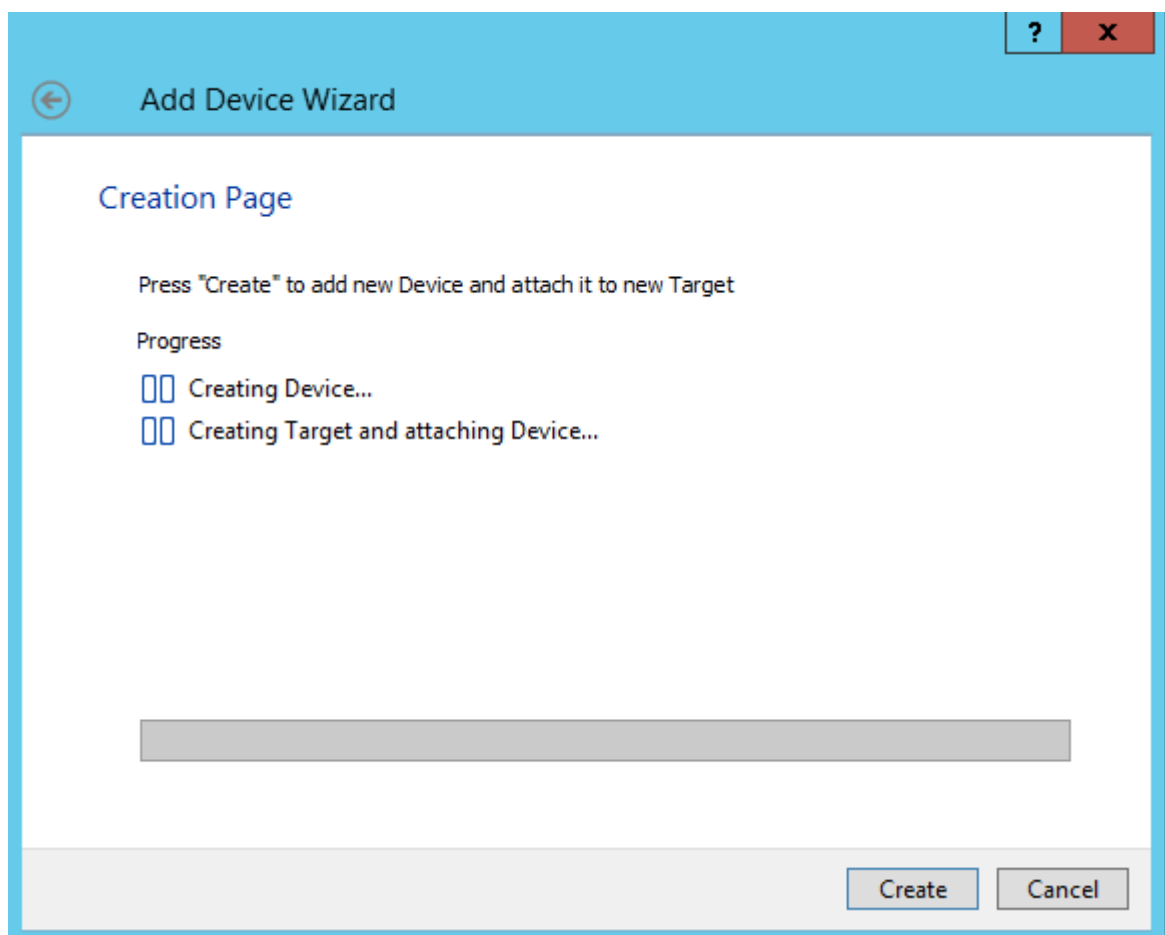 ? x
Add Device Wizard
Creation Page
Press "Create" to add new Device and attach it to new Target
Progress
Creating Device...
Creating Target and attaching Device...
Create Cancel